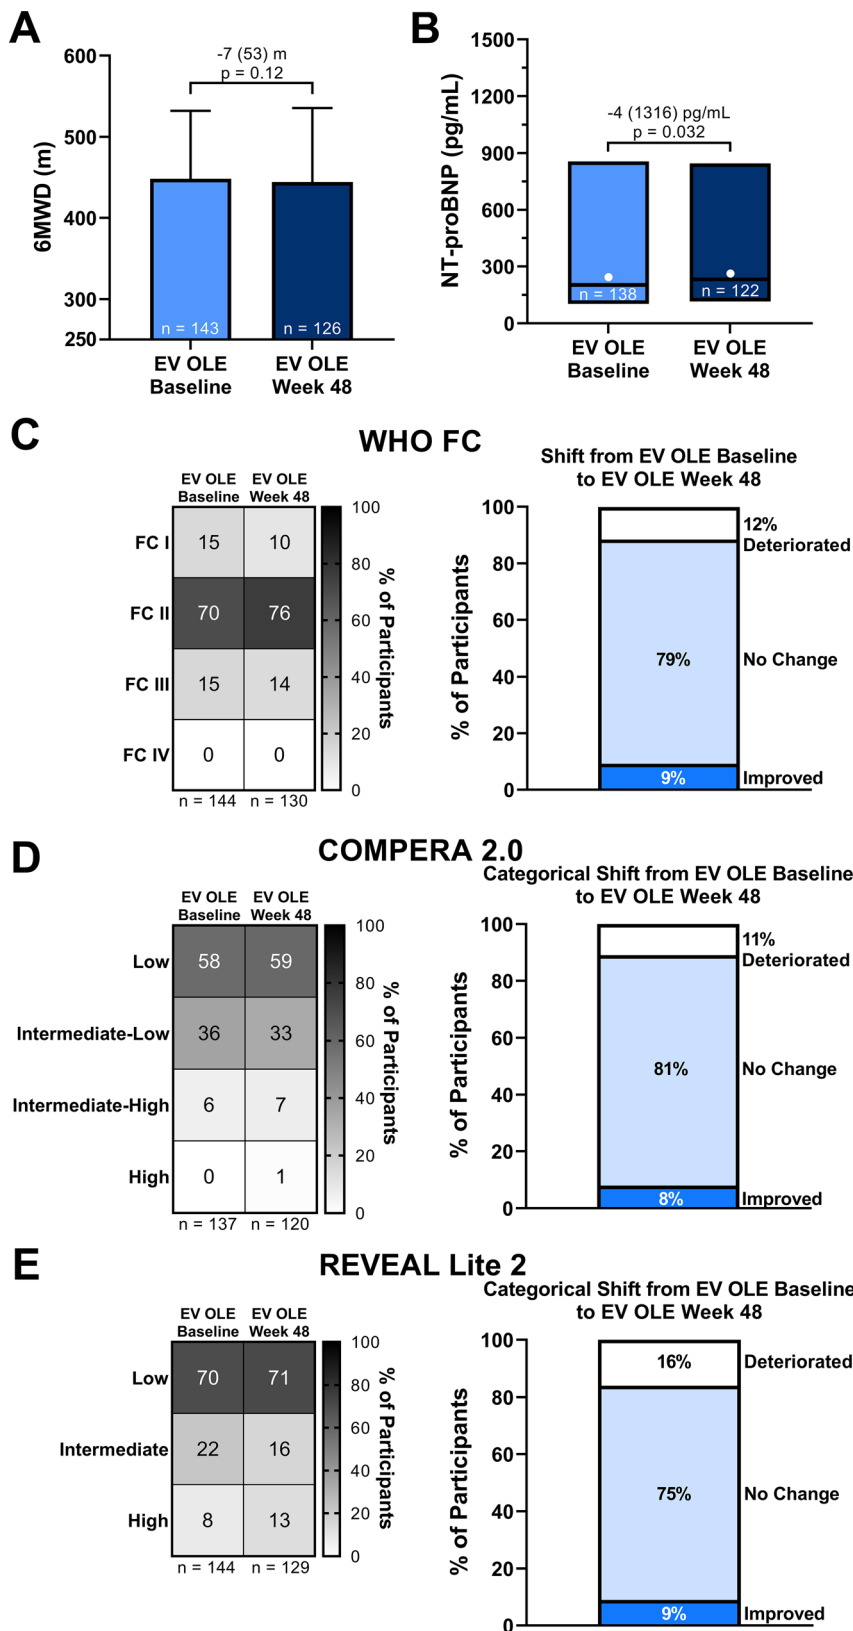 A
-7 (53) m
p = 0.12
6MWD (m)
600
500
400
300
250
n = 143
n = 126
EV OLE
Baseline
EV OLE
Week 48
B
-4 (1316) pg/mL
p = 0.032
NT-proBNP (pg/mL)
1500
1200
900
600
300
0
n = 138
n = 122
EV OLE
Baseline
EV OLE
Week 48
C
WHO FC
EV OLE
Baseline
EV OLE
Week 48
FC I
15
10
FC II
70
76
FC III
15
14
FC IV
0
0
n = 144
n = 130
100
80
60
40
20
0
% of Participants
Shift from EV OLE Baseline
to EV OLE Week 48
% of Participants
100
80
60
40
20
0
12%
Deteriorated
79%
No Change
9%
Improved
D
COMPERA 2.0
EV OLE
Baseline
EV OLE
Week 48
Low
58
59
Intermediate-Low
36
33
Intermediate-High
6
7
High
0
1
n = 137
n = 120
100
80
60
40
20
0
% of Participants
Categorical Shift from EV OLE Baseline
to EV OLE Week 48
% of Participants
100
80
60
40
20
0
11%
Deteriorated
81%
No Change
8%
Improved
E
REVEAL Lite 2
EV OLE
Baseline
EV OLE
Week 48
Low
70
71
Intermediate
22
16
High
8
13
n = 144
n = 129
100
80
60
40
20
0
% of Participants
Categorical Shift from EV OLE Baseline
to EV OLE Week 48
% of Participants
100
80
60
40
20
0
16%
Deteriorated
75%
No Change
9%
Improved